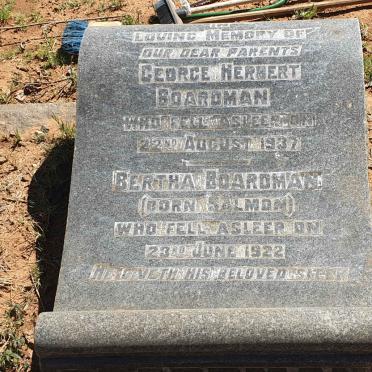 LOVING MEMORY OF
OUR DEAR PARENTS
GEORGE HERBERT
BOARDMAN
WHO FELL ASLEEP ON
22ND AUGUST 1937
BERTHA BOARDMAN
(BORN SALMON)
WHO FELL ASLEEP ON
23RD JUNE 1922
HE GIVETH HIS BELOVED SLEEP